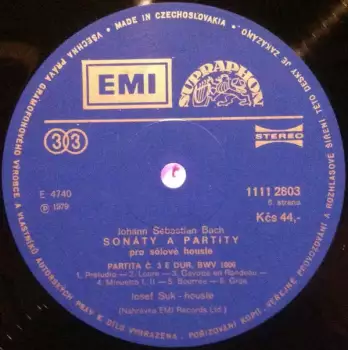 MADE IN CZECHOSLOVAKIA • VŠECHNA PRÁVA GRAMOFONOVÉHO VÝROBCE A VLASTNÍKŮ AUTORSKÝCH PRÁV K DÍLU VYHRAZENA. POŘIZOVÁNÍ KOPIÍ, VEŘEJNÉ PROVOZOVÁNÍ A ROZHLASOVÉ ŠÍŘENÍ TÉTO DESKY JE ZAKÁZÁNO
EMI
SUPRAPHON
33
STEREO
E 4740
℗ 1979
1111 2603
6. strana
Kčs 44,-
Johann Sebastian Bach
SONÁTY A PARTITY
pro sólové housle
PARTITA Č. 3 E DUR, BWV 1006
1. Preludio — 2. Loure — 3. Gavotte en Rondeau —
4. Minuetto I, II — 5. Bourrée — 6. Giga
Josef Suk - housle
(Nahrávka EMI Records Ltd.)